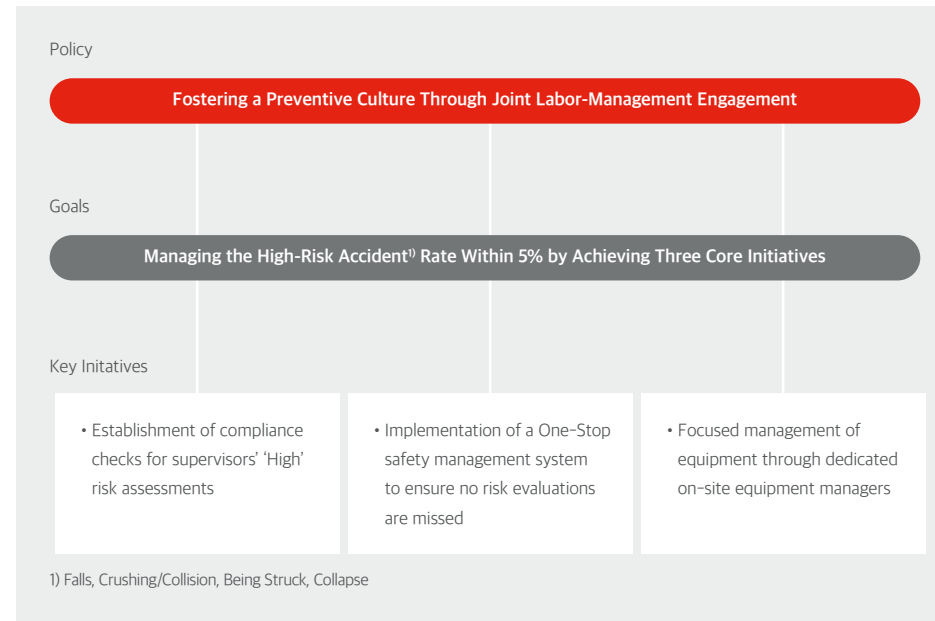 Policy
Fostering a Preventive Culture Through Joint Labor-Management Engagement
Goals
Managing the High-Risk Accident¹⁾ Rate Within 5% by Achieving Three Core Initiatives
Key Initatives
• Establishment of compliance
checks for supervisors' 'High'
risk assessments
• Implementation of a One-Stop
safety management system
to ensure no risk evaluations
are missed
• Focused management of
equipment through dedicated
on-site equipment managers
1) Falls, Crushing/Collision, Being Struck, Collapse